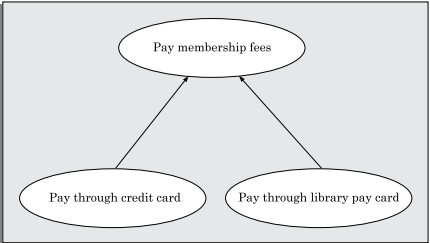 Pay membership fees
Pay through credit card
Pay through library pay card